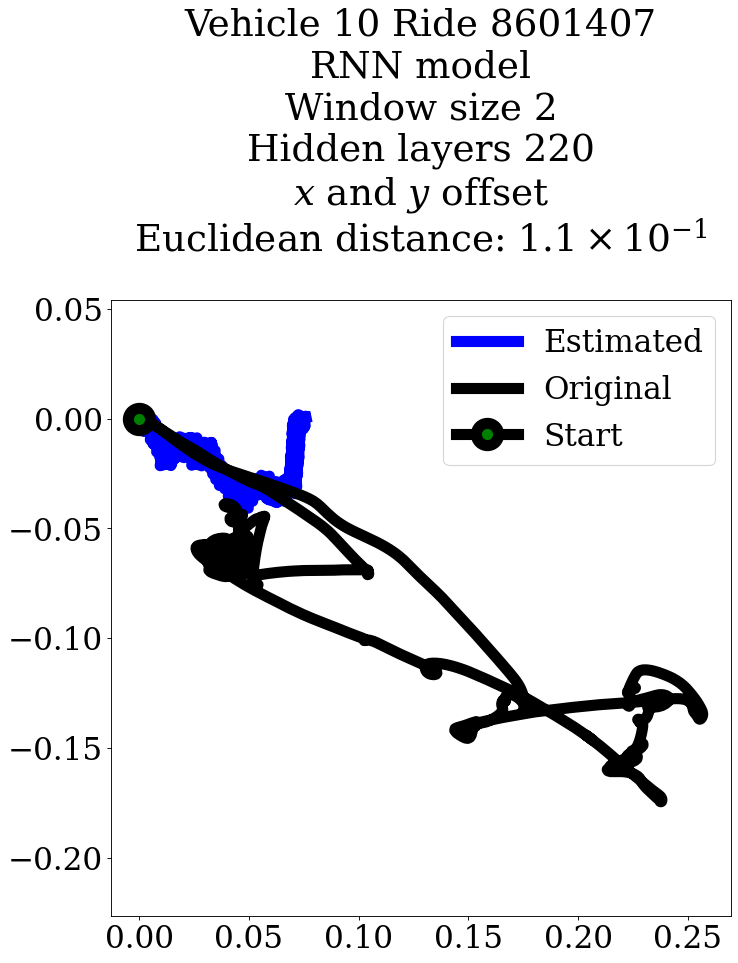 Vehicle 10 Ride 8601407
RNN model
Window size 2
Hidden layers 220
x and y offset
Euclidean distance: 1.1 × 10⁻¹
0.05
0.00
−0.05
−0.10
−0.15
−0.20
Estimated
Original
Start
0.00 0.05 0.10 0.15 0.20 0.25